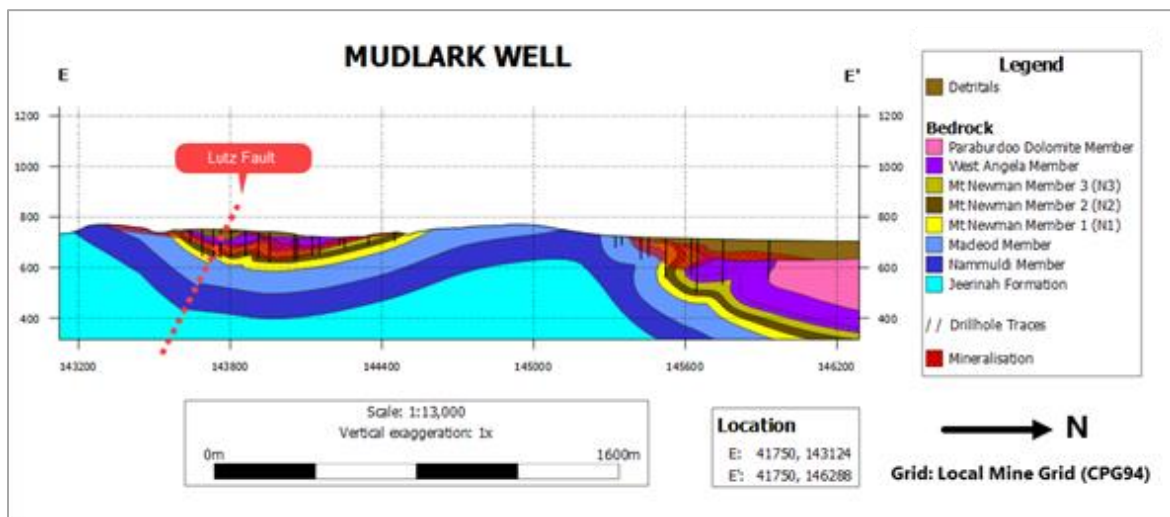 MUDLARK WELL
E
E'
1200
1000
800
600
400
1200
1000
800
600
400
Lutz Fault
143200
143800
144400
145000
145600
146200
Legend
Detritals
Bedrock
Paraburdoo Dolomite Member
West Angela Member
Mt Newman Member 3 (N3)
Mt Newman Member 2 (N2)
Mt Newman Member 1 (N1)
Macleod Member
Nammuldi Member
Jeerinah Formation
/ / Drillhole Traces
Mineralisation
Scale: 1:13,000
Vertical exaggeration: 1x
0m 1600m
Location
E: 41750, 143124
E': 41750, 146288
N
Grid: Local Mine Grid (CPG94)